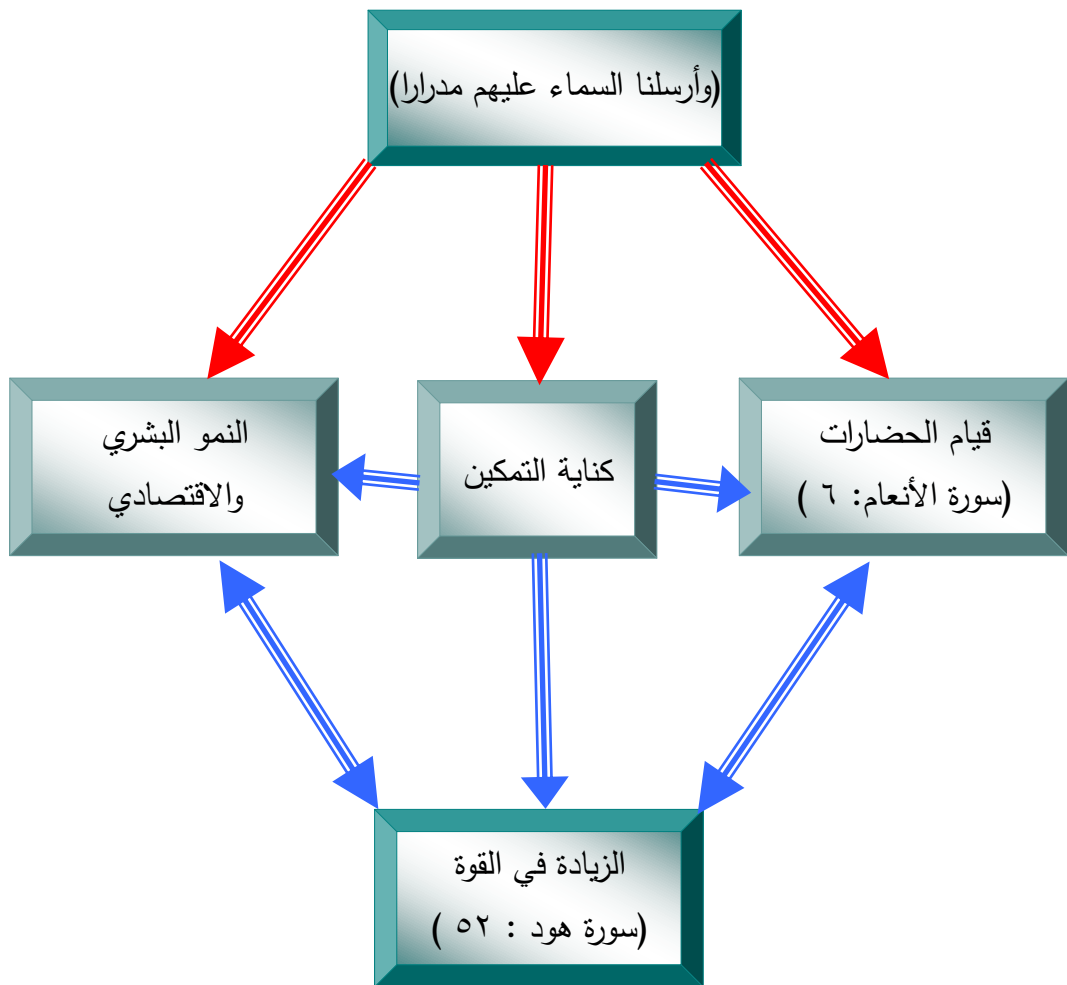 (وأرسلنا السماء عليهم مدرارا)
قيام الحضارات
(سورة الأنعام: ٦ )
كناية التمكين
النمو البشري
والاقتصادي
الزيادة في القوة
(سورة هود : ٥٢ )